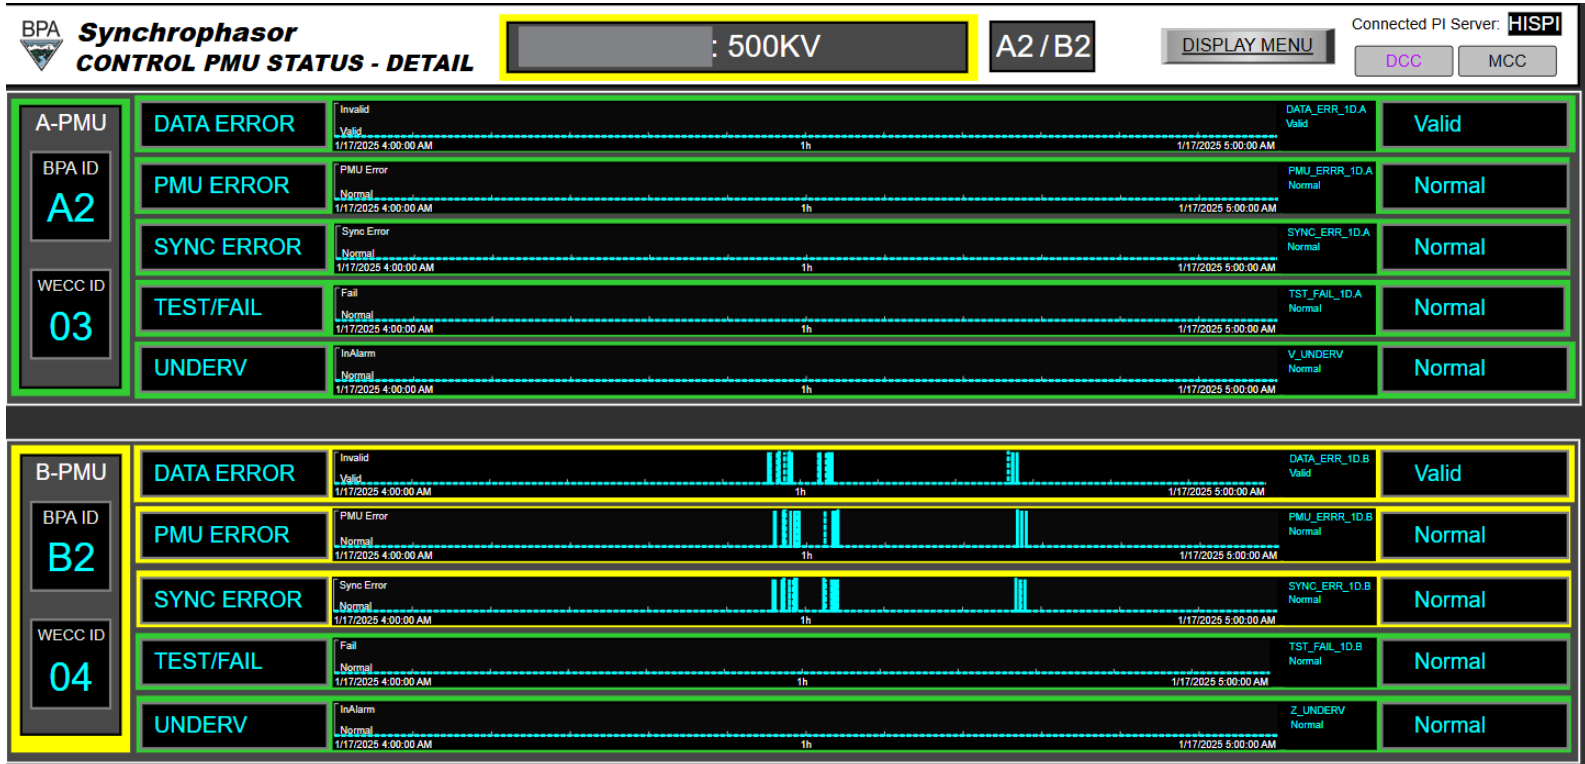 BPA
Synchrophasor
CONTROL PMU STATUS - DETAIL
: 500KV
A2 / B2
DISPLAY MENU
Connected PI Server: HISPI
DCC
MCC
A-PMU
BPA ID
A2
WECC ID
03
DATA ERROR
Invalid
Valid
1/17/2025 4:00:00 AM
1h
1/17/2025 5:00:00 AM
DATA_ERR_1D.A
Valid
Valid
PMU ERROR
PMU Error
Normal
1/17/2025 4:00:00 AM
1h
1/17/2025 5:00:00 AM
PMU_ERRR_1D.A
Normal
Normal
SYNC ERROR
Sync Error
Normal
1/17/2025 4:00:00 AM
1h
1/17/2025 5:00:00 AM
SYNC_ERR_1D.A
Normal
Normal
TEST/FAIL
Fail
Normal
1/17/2025 4:00:00 AM
1h
1/17/2025 5:00:00 AM
TST_FAIL_1D.A
Normal
Normal
UNDERV
InAlarm
Normal
1/17/2025 4:00:00 AM
1h
1/17/2025 5:00:00 AM
V_UNDERV
Normal
Normal
B-PMU
BPA ID
B2
WECC ID
04
DATA ERROR
Invalid
Valid
1/17/2025 4:00:00 AM
1h
1/17/2025 5:00:00 AM
DATA_ERR_1D.B
Valid
Valid
PMU ERROR
PMU Error
Normal
1/17/2025 4:00:00 AM
1h
1/17/2025 5:00:00 AM
PMU_ERRR_1D.B
Normal
Normal
SYNC ERROR
Sync Error
Normal
1/17/2025 4:00:00 AM
1h
1/17/2025 5:00:00 AM
SYNC_ERR_1D.B
Normal
Normal
TEST/FAIL
Fail
Normal
1/17/2025 4:00:00 AM
1h
1/17/2025 5:00:00 AM
TST_FAIL_1D.B
Normal
Normal
UNDERV
InAlarm
Normal
1/17/2025 4:00:00 AM
1h
1/17/2025 5:00:00 AM
Z_UNDERV
Normal
Normal